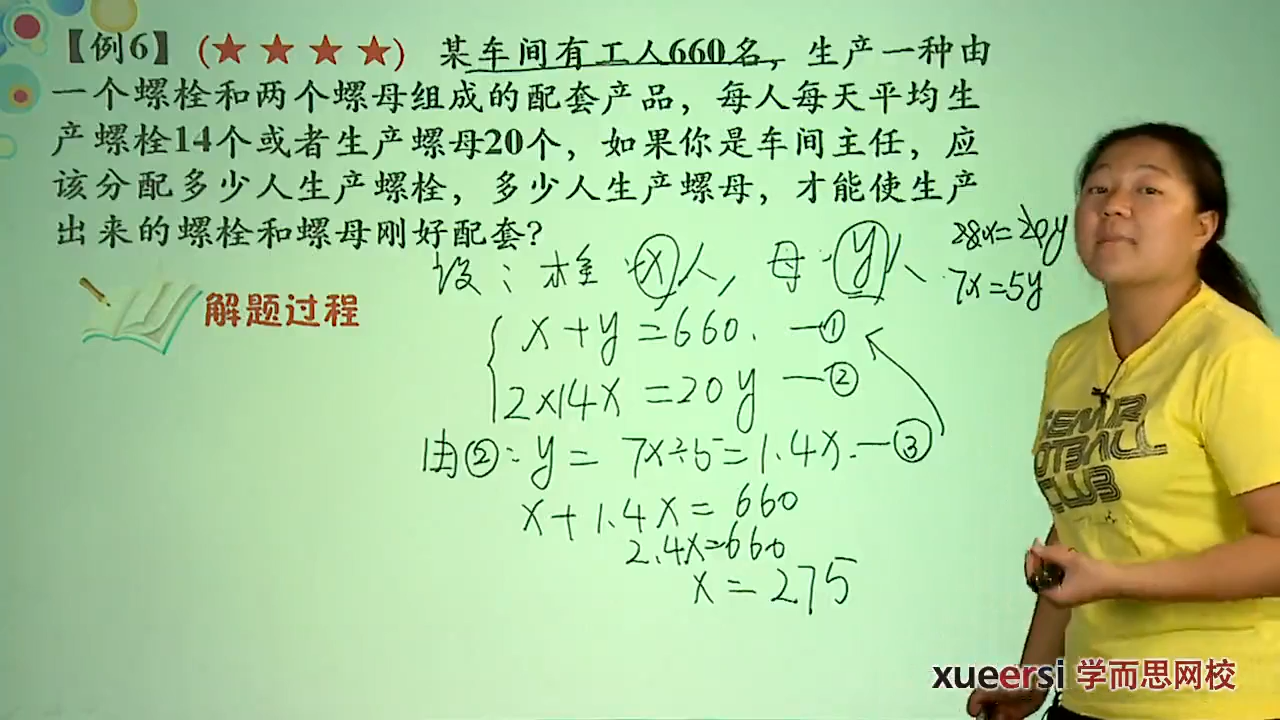 【例6】（★★★★）某车间有工人660名，生产一种由
一个螺栓和两个螺母组成的配套产品，每人每天平均生
产螺栓14个或者生产螺母20个，如果你是车间主任，应
该分配多少人生产螺栓，多少人生产螺母，才能使生产
出来的螺栓和螺母刚好配套？
设：栓：x人，母：y人
28x=20y
7x=5y
解题过程
x+y=660. —①
2×14x=20y —②
由②：y=7x÷5=1.4x.—③
x+1.4x=660
2.4x=660
x=275
SEMPR
FOOTBALL
CLUB
xueersi 学而思网校